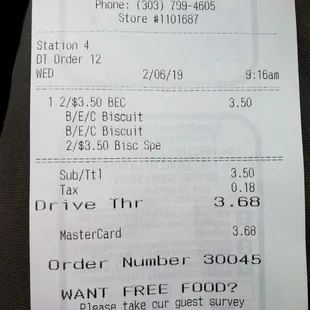 Phone: (303) 799-4605
Store #1101687
Station 4
DT Order 12
WED 2/06/19 9:16am
1 2/$3.50 BEC 3.50
B/E/C Biscuit
B/E/C Biscuit
2/$3.50 Bisc Spe
Sub/Ttl 3.50
Tax 0.18
Drive Thr 3.68
MasterCard 3.68
Order Number 30045
WANT FREE FOOD?
Please take our guest survey